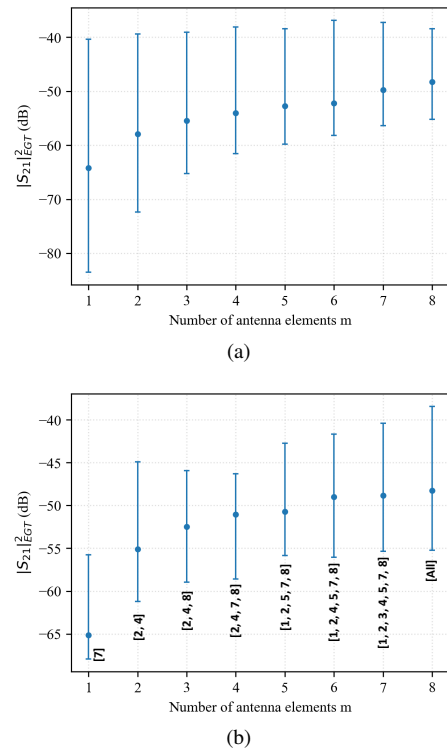 −40
−50
−60
−70
−80
|S₂₁|²_EGT (dB)
1 2 3 4 5 6 7 8
Number of antenna elements m
(a)
−40
−45
−50
−55
−60
−65
|S₂₁|²_EGT (dB)
[7]
[2, 4]
[2, 4, 8]
[2, 4, 7, 8]
[1, 2, 5, 7, 8]
[1, 2, 4, 5, 7, 8]
[1, 2, 3, 4, 5, 7, 8]
[All]
1 2 3 4 5 6 7 8
Number of antenna elements m
(b)